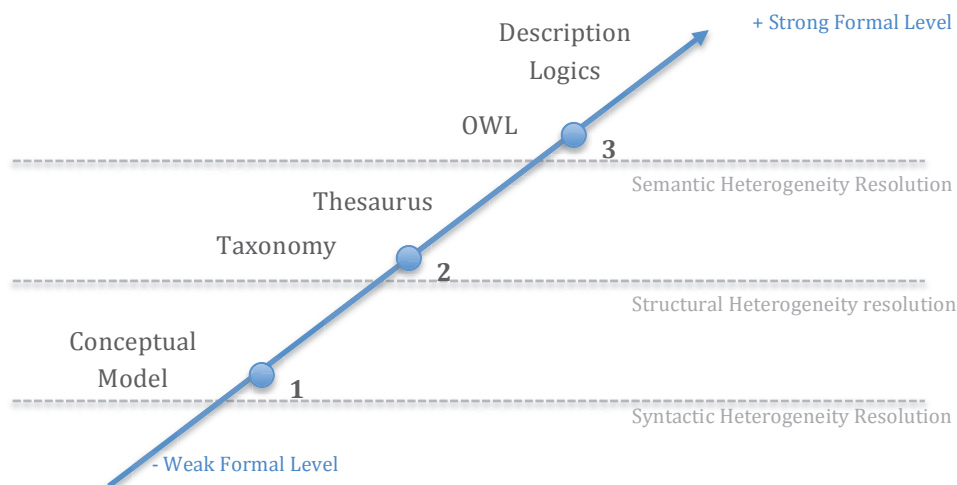 Description
Logics
+ Strong Formal Level
OWL
3
Semantic Heterogeneity Resolution
Thesaurus
Taxonomy
2
Structural Heterogeneity resolution
Conceptual
Model
1
Syntactic Heterogeneity Resolution
- Weak Formal Level